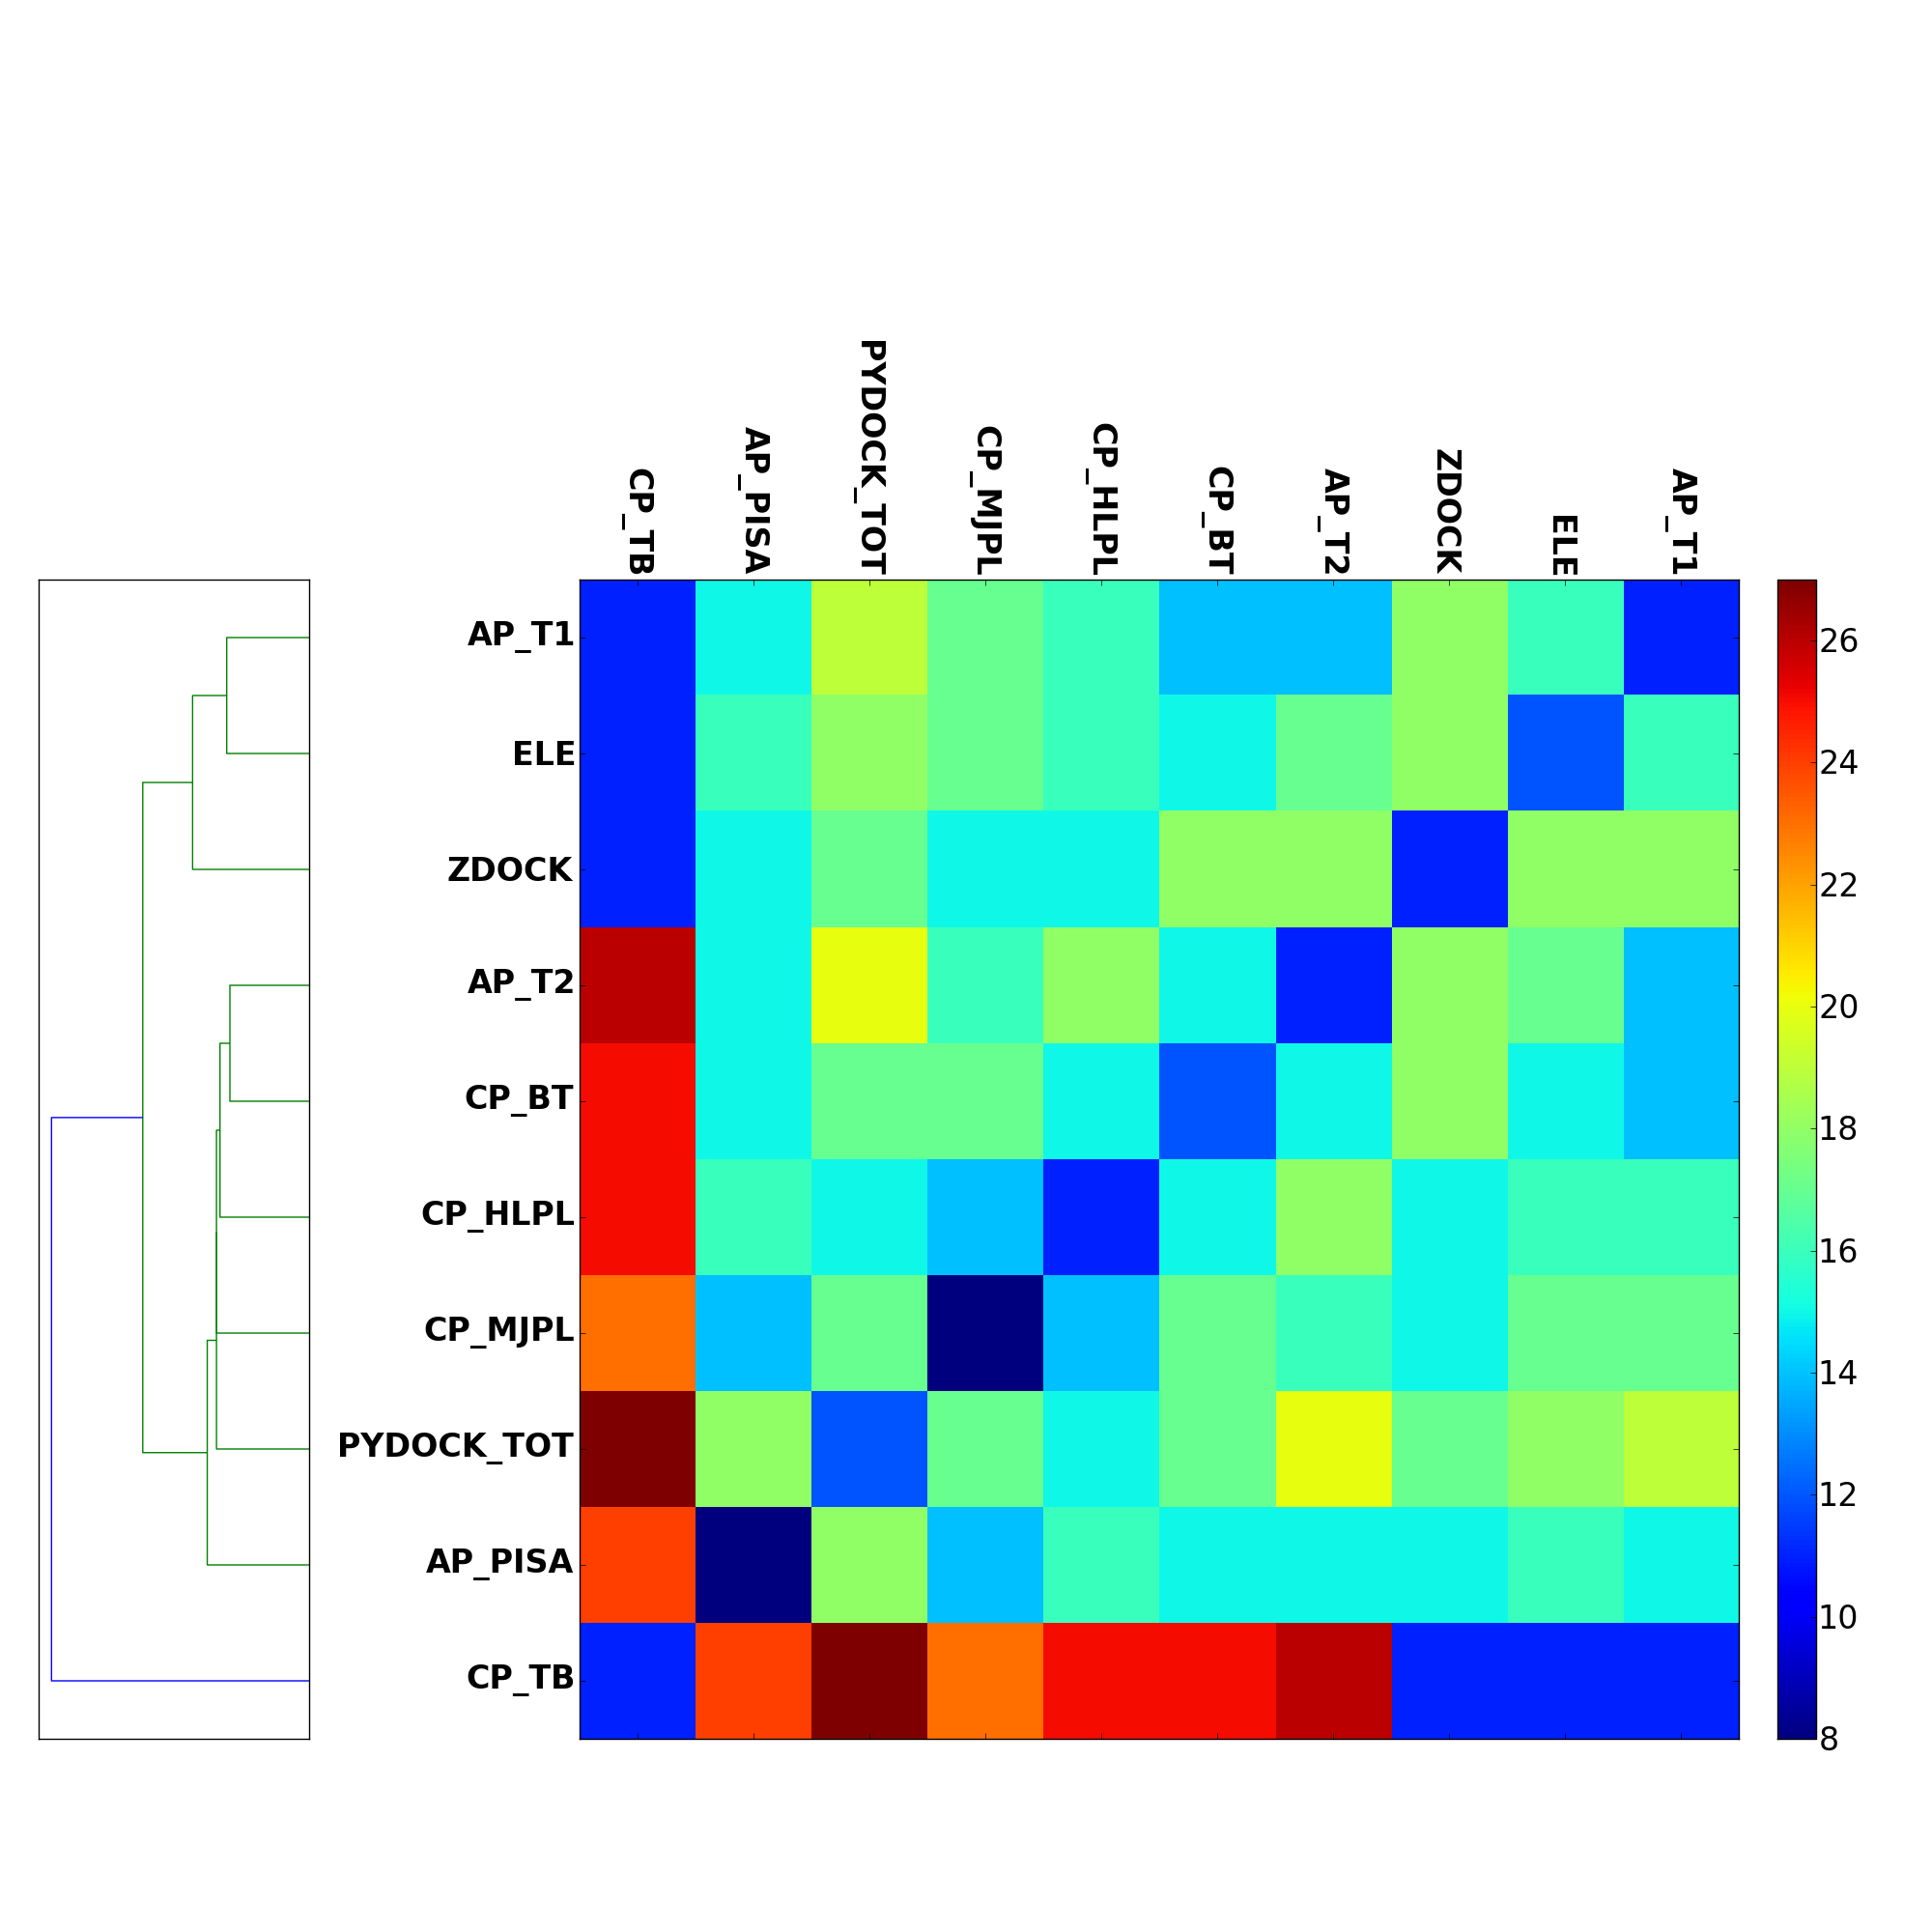 CP_TB
AP_PISA
PYDOCK_TOT
CP_MJPL
CP_HLPL
CP_BT
AP_T2
ZDOCK
ELE
AP_T1
AP_T1
ELE
ZDOCK
AP_T2
CP_BT
CP_HLPL
CP_MJPL
PYDOCK_TOT
AP_PISA
CP_TB
26
24
22
20
18
16
14
12
10
8